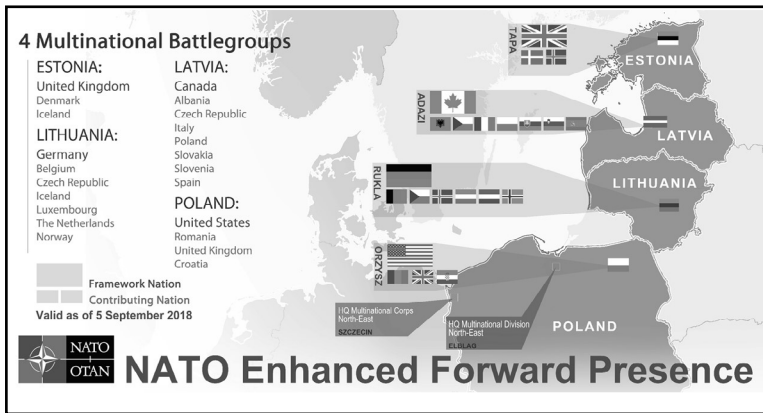 4 Multinational Battlegroups
ESTONIA:
United Kingdom
Denmark
Iceland
LITHUANIA:
Germany
Belgium
Czech Republic
Iceland
Luxembourg
The Netherlands
Norway
LATVIA:
Canada
Albania
Czech Republic
Italy
Poland
Slovakia
Slovenia
Spain
POLAND:
United States
Romania
United Kingdom
Croatia
Framework Nation
Contributing Nation
Valid as of 5 September 2018
TAPA
ESTONIA
ADAZI
LATVIA
RUKLA
LITHUANIA
ORZYSZ
HQ Multinational Corps
North-East
SZCZECIN
HQ Multinational Division
North-East
ELBLAG
POLAND
NATO
OTAN
NATO Enhanced Forward Presence